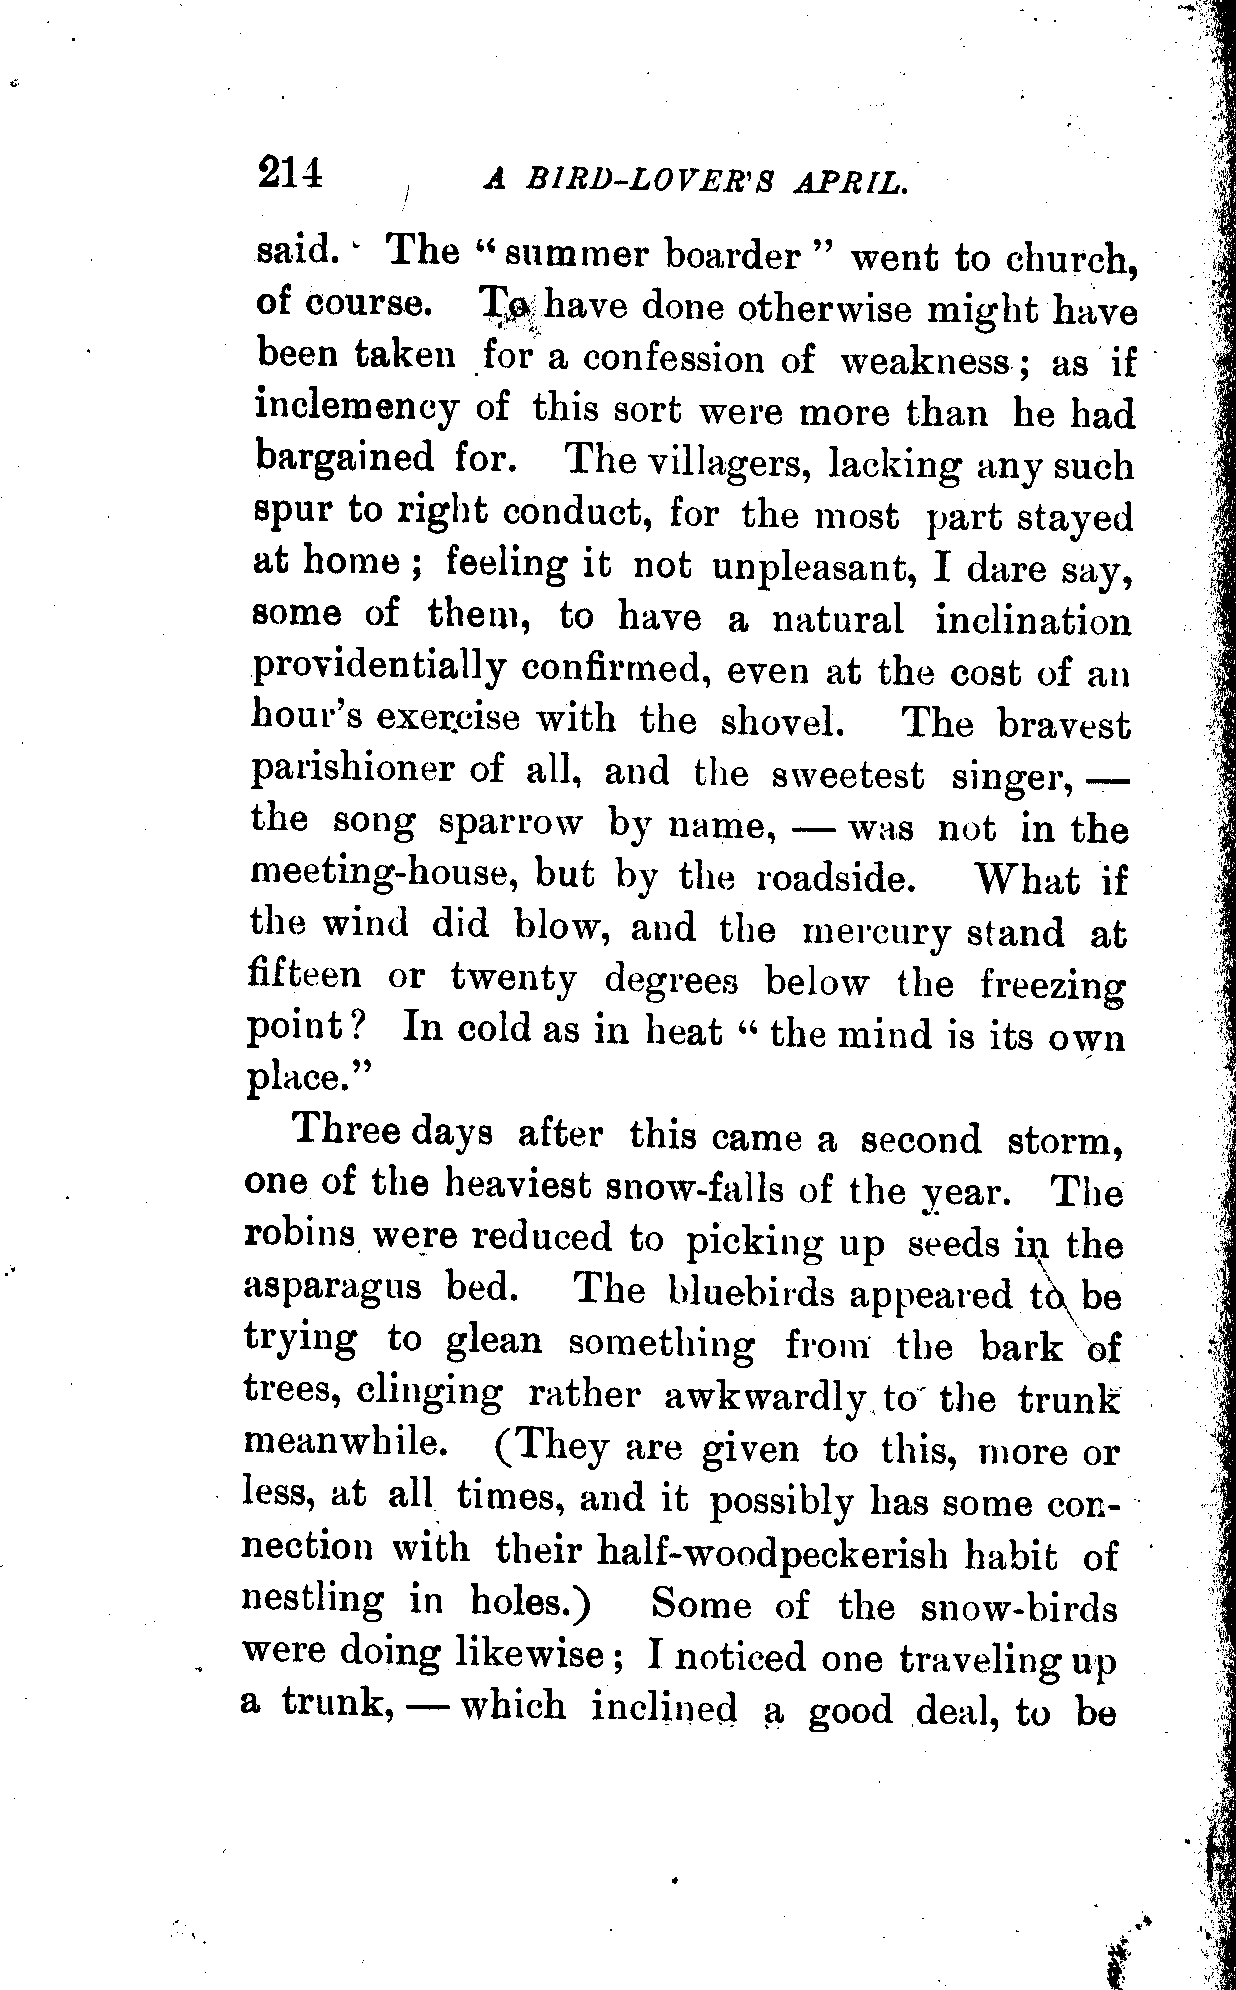 214 A BIRD-LOVER'S APRIL.
said. The “summer boarder” went to church,
of course. To have done otherwise might have
been taken for a confession of weakness; as if
inclemency of this sort were more than he had
bargained for. The villagers, lacking any such
spur to right conduct, for the most part stayed
at home; feeling it not unpleasant, I dare say,
some of them, to have a natural inclination
providentially confirmed, even at the cost of an
hour's exercise with the shovel. The bravest
parishioner of all, and the sweetest singer, —
the song sparrow by name, — was not in the
meeting-house, but by the roadside. What if
the wind did blow, and the mercury stand at
fifteen or twenty degrees below the freezing
point? In cold as in heat “the mind is its own
place.”
Three days after this came a second storm,
one of the heaviest snow-falls of the year. The
robins were reduced to picking up seeds in the
asparagus bed. The bluebirds appeared to be
trying to glean something from the bark of
trees, clinging rather awkwardly to the trunk
meanwhile. (They are given to this, more or
less, at all times, and it possibly has some con-
nection with their half-woodpeckerish habit of
nestling in holes.) Some of the snow-birds
were doing likewise; I noticed one traveling up
a trunk, — which inclined a good deal, to be